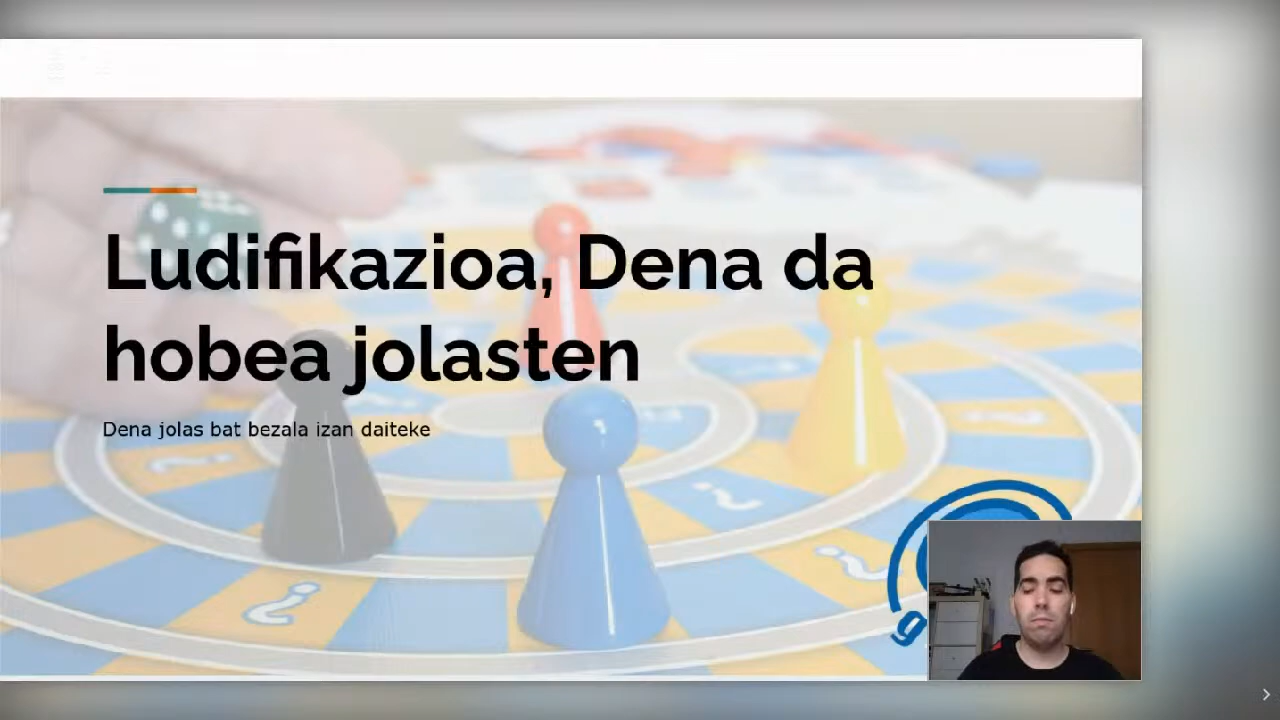 Ludifikazioa, Dena da
hobea jolasten
Dena jolas bat bezala izan daiteke
g